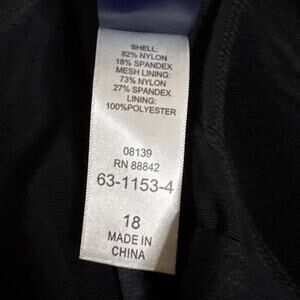 SHELL:
82% NYLON
18% SPANDEX
MESH LINING:
73% NYLON
27% SPANDEX
LINING:
100%POLYESTER
08139
RN 88842
63-1153-4
18
MADE IN
CHINA